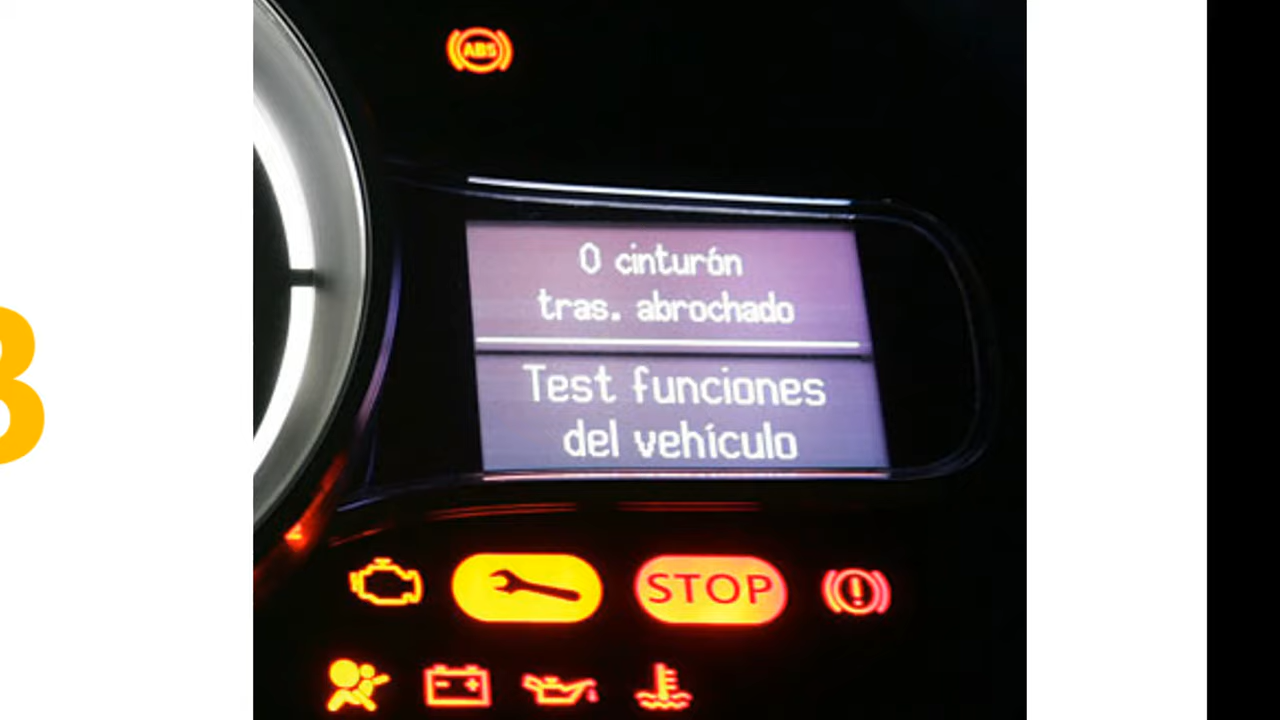 ABS
0 cinturón
tras. abrochado
Test funciones
del vehículo
STOP